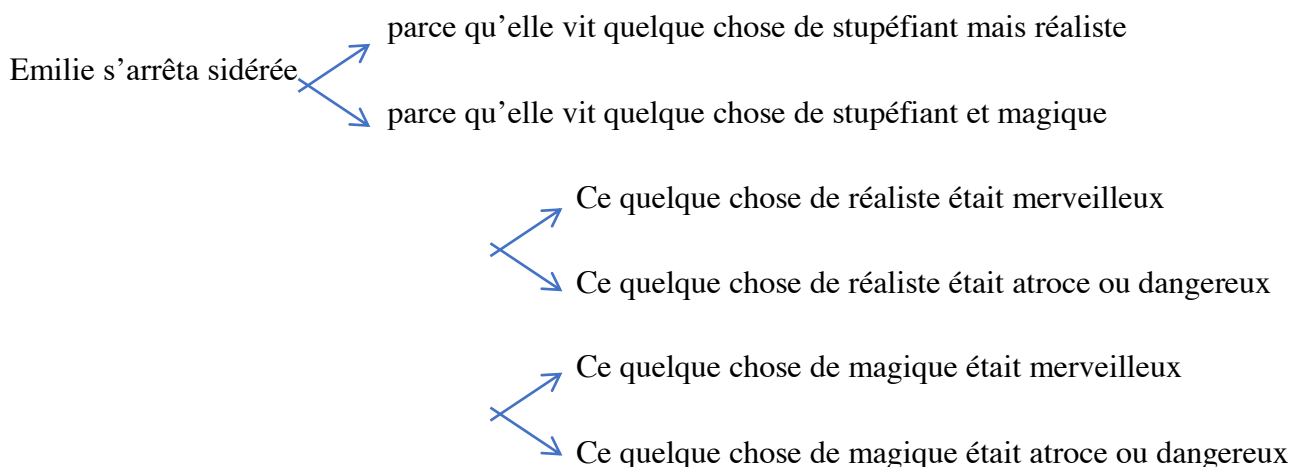 parce qu’elle vit quelque chose de stupéfiant mais réaliste
Emilie s’arrêta sidérée
parce qu’elle vit quelque chose de stupéfiant et magique
Ce quelque chose de réaliste était merveilleux
Ce quelque chose de réaliste était atroce ou dangereux
Ce quelque chose de magique était merveilleux
Ce quelque chose de magique était atroce ou dangereux